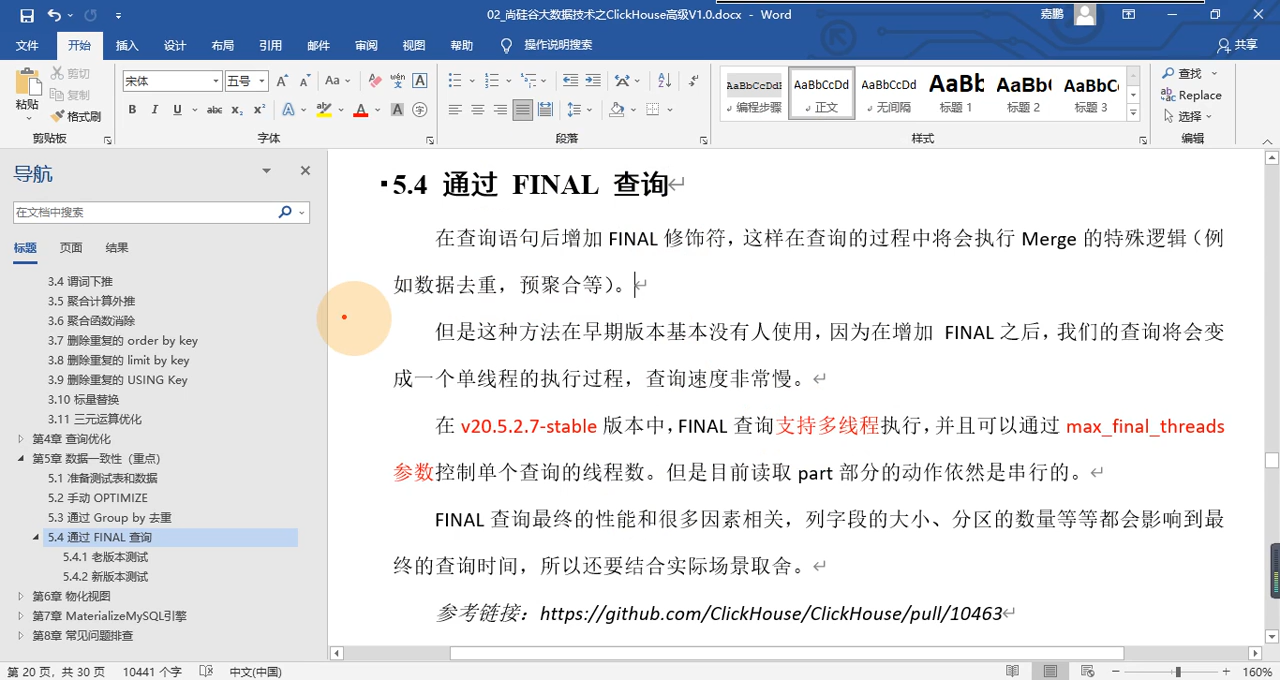 02_尚硅谷大数据技术之ClickHouse高级V1.0.docx - Word
嘉鹏
文件 开始 插入 设计 布局 引用 邮件 审阅 视图 帮助 操作说明搜索 共享
粘贴 剪切 复制 格式刷
宋体 五号
AaBbCcDdI 编程步骤 AaBbCcDd 正文 AaBbCcDd 无间隔 AaBb 标题 1 AaBb( 标题 2 AaBbC 标题 3
查找 Replace 选择
剪贴板 字体 段落 样式 编辑
导航
在文档中搜索
标题 页面 结果
3.4 谓词下推
3.5 聚合计算外推
3.6 聚合函数消除
3.7 删除重复的 order by key
3.8 删除重复的 limit by key
3.9 删除重复的 USING Key
3.10 标量替换
3.11 三元运算优化
第4章 查询优化
第5章 数据一致性（重点）
5.1 准备测试表和数据
5.2 手动 OPTIMIZE
5.3 通过 Group by 去重
5.4 通过 FINAL 查询
5.4.1 老版本测试
5.4.2 新版本测试
第6章 物化视图
第7章 MaterializeMySQL引擎
第8章 常见问题排查
5.4 通过 FINAL 查询
在查询语句后增加 FINAL 修饰符，这样在查询的过程中将会执行 Merge 的特殊逻辑（例
如数据去重，预聚合等）。
但是这种方法在早期版本基本没有人使用，因为在增加 FINAL 之后，我们的查询将会变
成一个单线程的执行过程，查询速度非常慢。
在 v20.5.2.7-stable 版本中，FINAL 查询支持多线程执行，并且可以通过 max_final_threads
参数控制单个查询的线程数。但是目前读取 part 部分的动作依然是串行的。
FINAL 查询最终的性能和很多因素相关，列字段的大小、分区的数量等等都会影响到最
终的查询时间，所以还要结合实际场景取舍。
参考链接：https://github.com/ClickHouse/ClickHouse/pull/10463
第 20 页，共 30 页 10441 个字 中文(中国) 160%